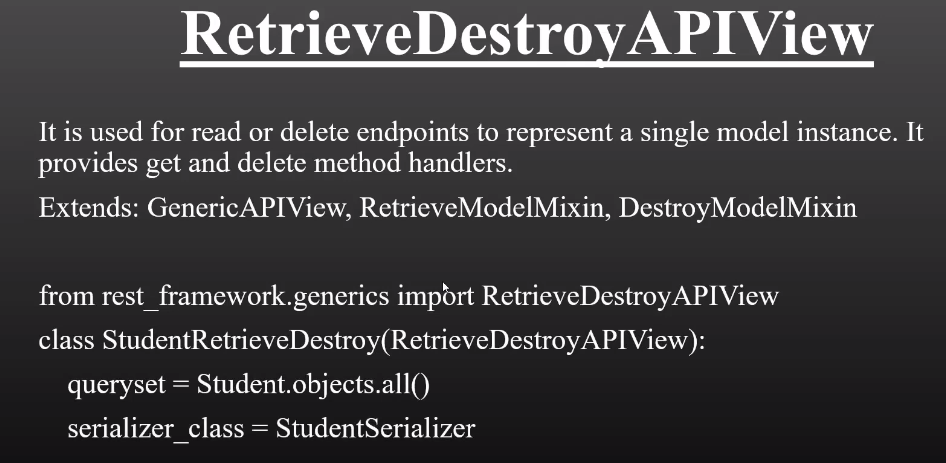 RetrieveDestroyAPIView
It is used for read or delete endpoints to represent a single model instance. It
provides get and delete method handlers.
Extends: GenericAPIView, RetrieveModelMixin, DestroyModelMixin
from rest_framework.generics import RetrieveDestroyAPIView
class StudentRetrieveDestroy(RetrieveDestroyAPIView):
queryset = Student.objects.all()
serializer_class = StudentSerializer